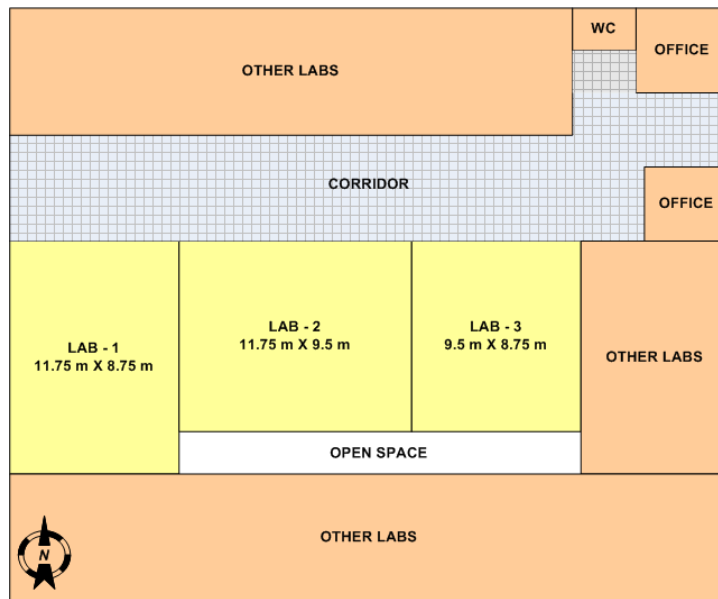 WC
OFFICE
OTHER LABS
CORRIDOR
OFFICE
LAB - 1
11.75 m X 8.75 m
LAB - 2
11.75 m X 9.5 m
LAB - 3
9.5 m X 8.75 m
OTHER LABS
OPEN SPACE
OTHER LABS
N